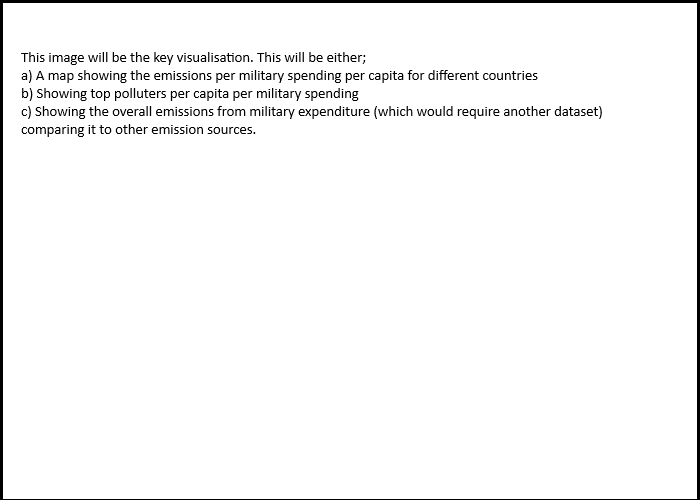 This image will be the key visualisation. This will be either;
a) A map showing the emissions per military spending per capita for different countries
b) Showing top polluters per capita per military spending
c) Showing the overall emissions from military expenditure (which would require another dataset)
comparing it to other emission sources.